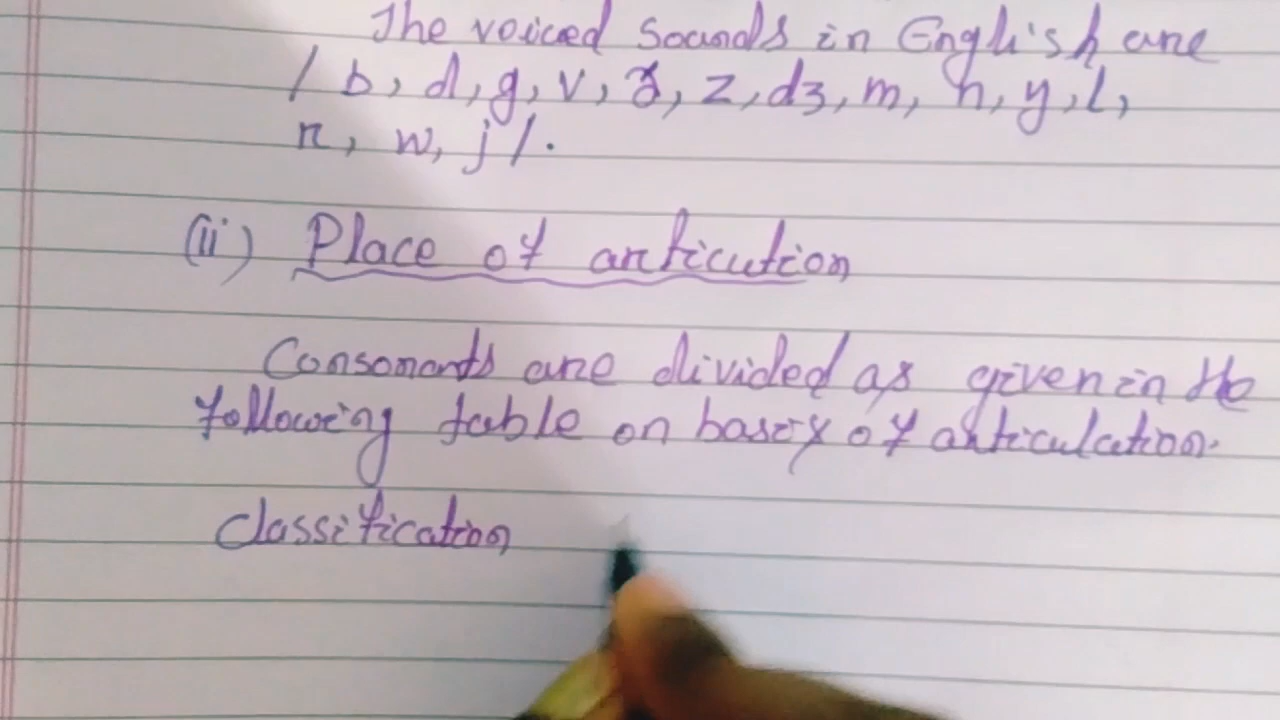 The voiced sounds in English are
/ b, d, g, v, ð, z, dʒ, m, n, y, l,
r, w, j /.
(ii) Place of anticution
Consonants are divided as given in the
following table on basis of articulation.
Classification